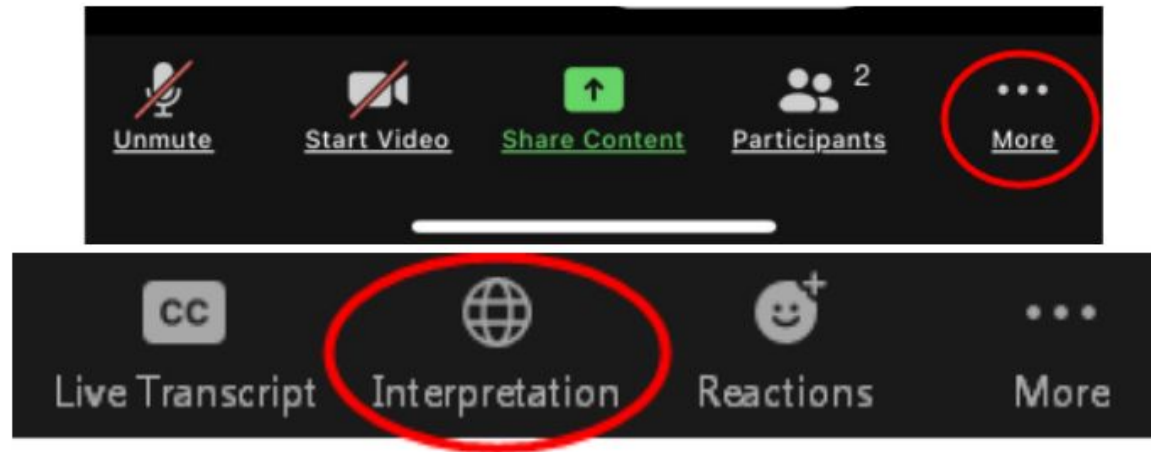 2
Unmute Start Video Share Content Participants More
CC
Live Transcript Interpretation Reactions More